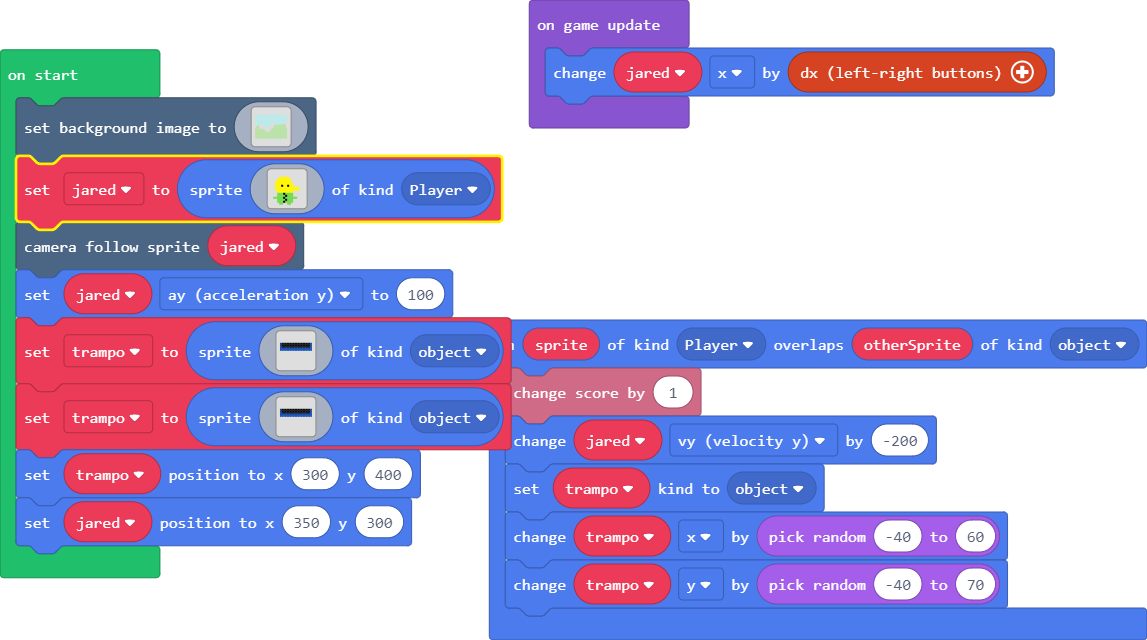 on game update
change jared x by dx (left-right buttons)
on start
set background image to
set jared to sprite of kind Player
camera follow sprite jared
set jared ay (acceleration y) to 100
set trampo to sprite of kind object
sprite of kind Player overlaps otherSprite of kind object
change score by 1
set trampo to sprite of kind object
change jared vy (velocity y) by -200
set trampo position to x 300 y 400
set trampo kind to object
set jared position to x 350 y 300
change trampo x by pick random -40 to 60
change trampo y by pick random -40 to 70